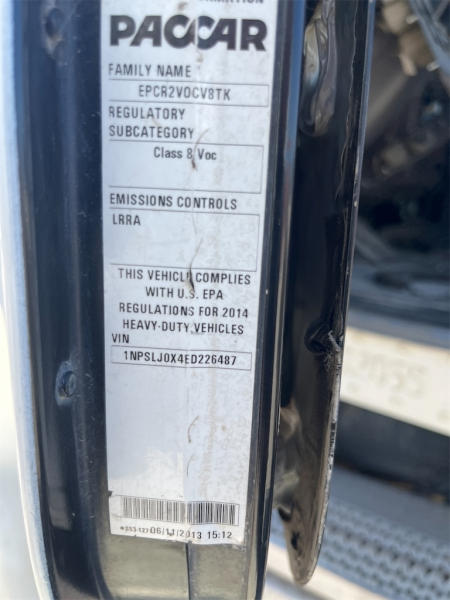 PACCAR
FAMILY NAME
EPCR2VOCV8TK
REGULATORY
SUBCATEGORY
Class 8 Voc
EMISSIONS CONTROLS
LRRA
THIS VEHICLE COMPLIES
WITH U.S. EPA
REGULATIONS FOR 2014
HEAVY-DUTY VEHICLES
VIN
1NPSLJ0X4ED226487
06/11/2013 15:12